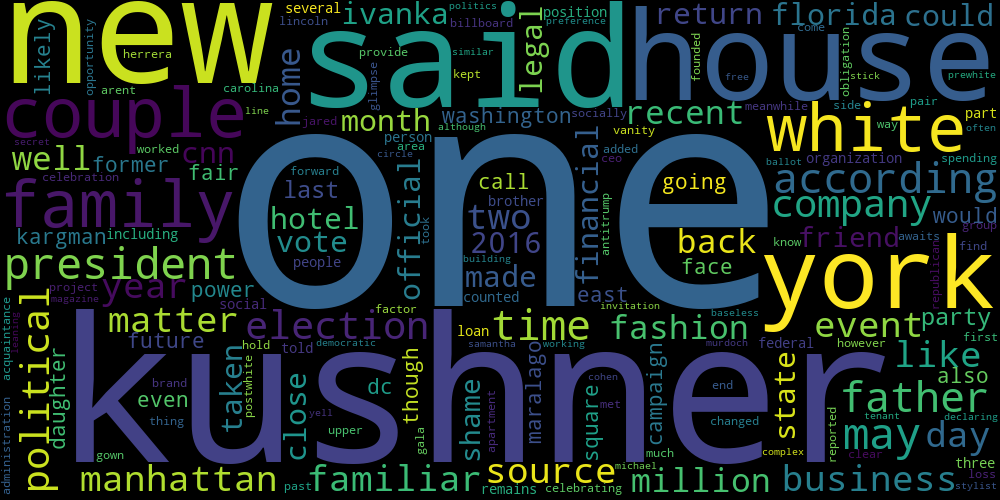 new
said
house
one
kushner
york
white
couple
family
president
according
company
ivanka
return
florida
could
several
position
politics
billboard
preference
lincoln
likely
opportunity
herrera
arent
carolina
line
home
provide
glimpse
similar
kept
legal
founded
come
obligation
free
stick
prewhite
jared
month
although
washington
socially
recent
meanwhile
side
pair
way
often
part
well
former
worked
secret
celebration
cnn
fair
circle
person
area
vanity
added
ceo
ballot
organization
spending
forward
last
hotel
vote
people
official
took
call
two
2016
brother
made
building
counted
financial
east
antitrump
going
back
face
would
group
know
friend
awaits
find
republican
kargman
including
project
magazine
year
power
social
factor
invitation
baseless
matter
election
future
told
hold
democratic
loan
time
samantha
working
fashion
murdoch
federal
event
however
party
first
acquaintance
leaning
political
daughter
administration
brand
even
thing
gown
taken
postwhite
close
upper
yell
past
dc
though
gala
shame
apartment
maralago
square
cohen
met
michael
campaign
much
end
changed
state
complex
reported
like
also
father
tenant
declaring
may
day
clear
three
loss
stylist
manhattan
familiar
remains
source
celebrating
million
business